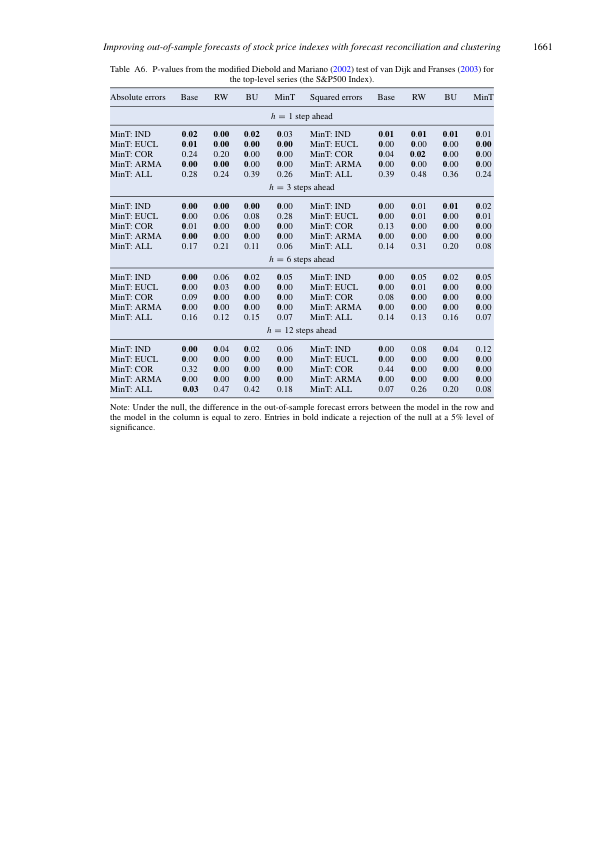 Improving out-of-sample forecasts of stock price indexes with forecast reconciliation and clustering 1661
Table A6. P-values from the modified Diebold and Mariano (2002) test of van Dijk and Franses (2003) for
the top-level series (the S&P500 Index).
Absolute errors Base RW BU MinT Squared errors Base RW BU MinT
h = 1 step ahead
MinT: IND 0.02 0.00 0.02 0.03 MinT: IND 0.01 0.01 0.01 0.01
MinT: EUCL 0.01 0.00 0.00 0.00 MinT: EUCL 0.00 0.00 0.00 0.00
MinT: COR 0.24 0.20 0.00 0.00 MinT: COR 0.04 0.02 0.00 0.00
MinT: ARMA 0.00 0.00 0.00 0.00 MinT: ARMA 0.00 0.00 0.00 0.00
MinT: ALL 0.28 0.24 0.39 0.26 MinT: ALL 0.39 0.48 0.36 0.24
h = 3 steps ahead
MinT: IND 0.00 0.00 0.00 0.00 MinT: IND 0.00 0.01 0.01 0.02
MinT: EUCL 0.00 0.06 0.08 0.28 MinT: EUCL 0.00 0.01 0.00 0.01
MinT: COR 0.01 0.00 0.00 0.00 MinT: COR 0.13 0.00 0.00 0.00
MinT: ARMA 0.00 0.00 0.00 0.00 MinT: ARMA 0.00 0.00 0.00 0.00
MinT: ALL 0.17 0.21 0.11 0.06 MinT: ALL 0.14 0.31 0.20 0.08
h = 6 steps ahead
MinT: IND 0.00 0.06 0.02 0.05 MinT: IND 0.00 0.05 0.02 0.05
MinT: EUCL 0.00 0.03 0.00 0.00 MinT: EUCL 0.00 0.01 0.00 0.00
MinT: COR 0.09 0.00 0.00 0.00 MinT: COR 0.08 0.00 0.00 0.00
MinT: ARMA 0.00 0.00 0.00 0.00 MinT: ARMA 0.00 0.00 0.00 0.00
MinT: ALL 0.16 0.12 0.15 0.07 MinT: ALL 0.14 0.13 0.16 0.07
h = 12 steps ahead
MinT: IND 0.00 0.04 0.02 0.06 MinT: IND 0.00 0.08 0.04 0.12
MinT: EUCL 0.00 0.00 0.00 0.00 MinT: EUCL 0.00 0.00 0.00 0.00
MinT: COR 0.32 0.00 0.00 0.00 MinT: COR 0.44 0.00 0.00 0.00
MinT: ARMA 0.00 0.00 0.00 0.00 MinT: ARMA 0.00 0.00 0.00 0.00
MinT: ALL 0.03 0.47 0.42 0.18 MinT: ALL 0.07 0.26 0.20 0.08
Note: Under the null, the difference in the out-of-sample forecast errors between the model in the row and
the model in the column is equal to zero. Entries in bold indicate a rejection of the null at a 5% level of
significance.